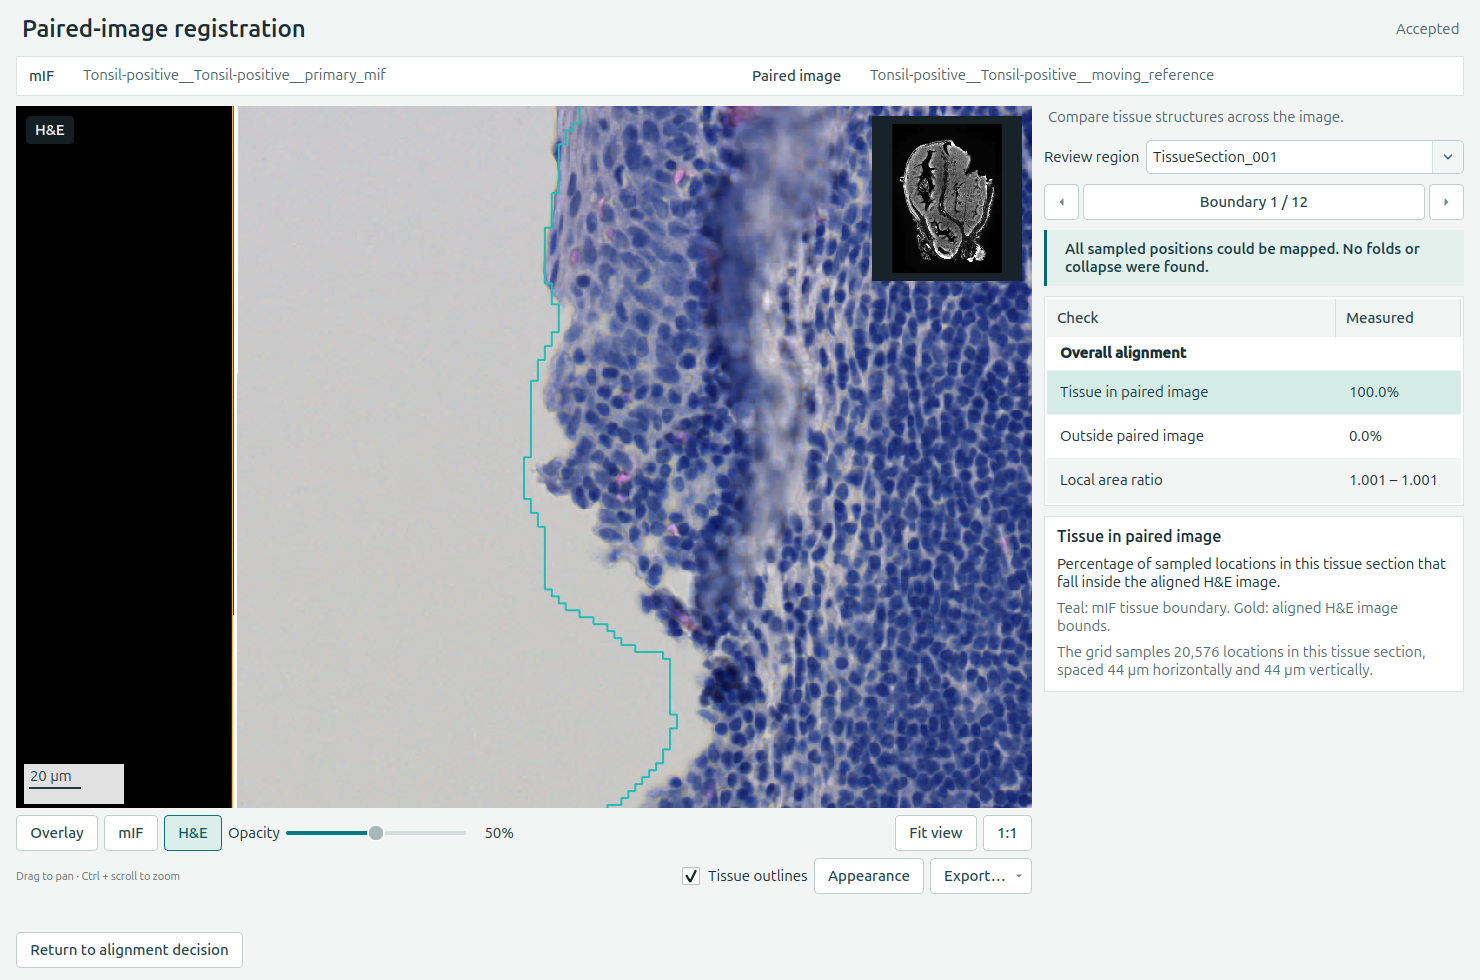 Paired-image registration
Accepted
mIF
Tonsil-positive__Tonsil-positive__primary_mif
Paired image
Tonsil-positive__Tonsil-positive__moving_reference
H&E
Compare tissue structures across the image.
Review region
TissueSection_001
Boundary 1 / 12
All sampled positions could be mapped. No folds or
collapse were found.
Check
Measured
Overall alignment
Tissue in paired image
100.0%
Outside paired image
0.0%
Local area ratio
1.001 – 1.001
Tissue in paired image
Percentage of sampled locations in this tissue section that
fall inside the aligned H&E image.
Teal: mIF tissue boundary. Gold: aligned H&E image
bounds.
The grid samples 20,576 locations in this tissue section,
spaced 44 µm horizontally and 44 µm vertically.
20 µm
Overlay
mIF
H&E
Opacity
50%
Fit view
1:1
Drag to pan · Ctrl + scroll to zoom
Tissue outlines
Appearance
Export…
Return to alignment decision